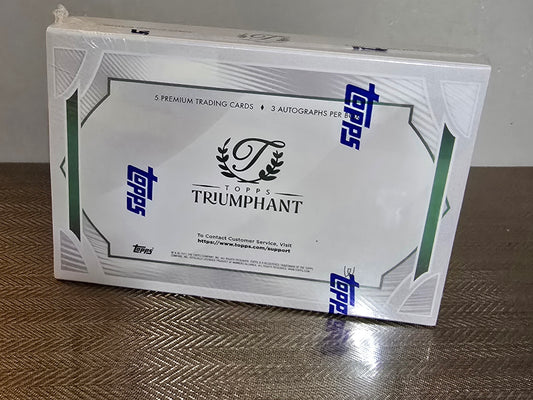 5 PREMIUM TRADING CARDS ♦ 3 AUTOGRAPHS PER
topps
topps
T
TOPPS
TRIUMPHANT
To Contact Customer Service, Visit
https://www.topps.com/support
topps
topps